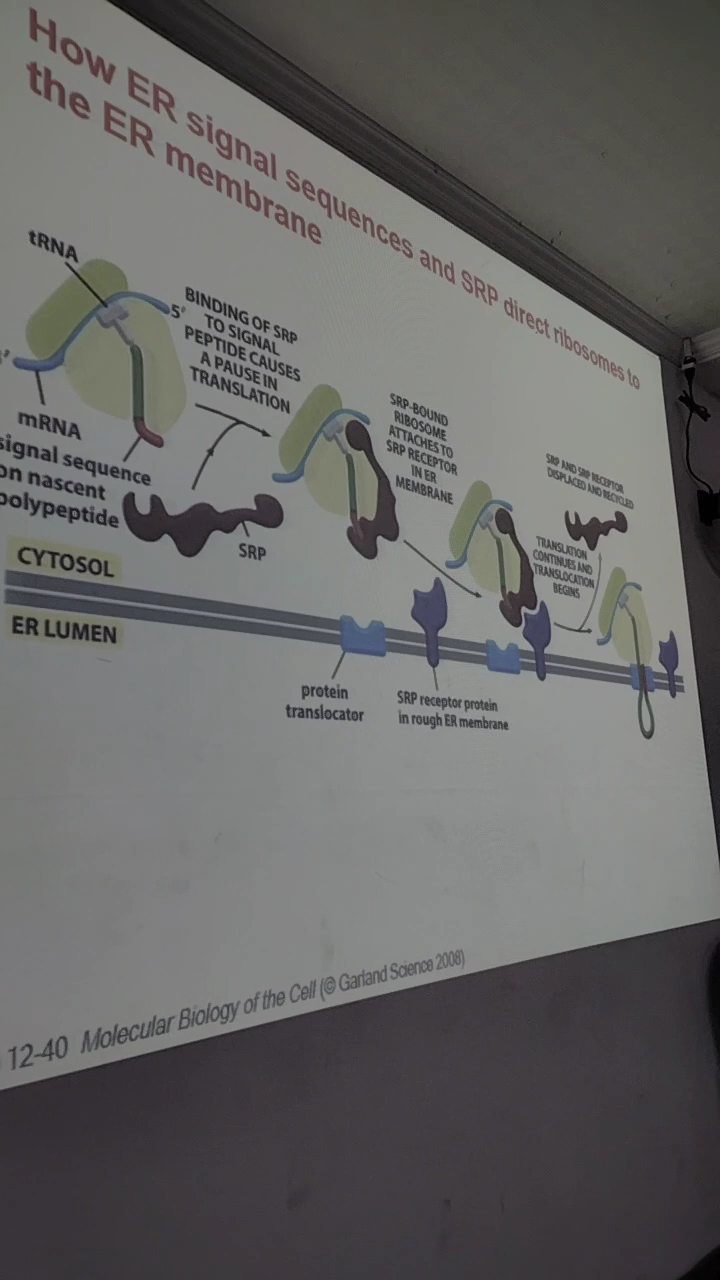 How ER signal sequences and SRP direct ribosomes to
the ER membrane
tRNA
5'
BINDING OF SRP
TO SIGNAL
PEPTIDE CAUSES
A PAUSE IN
TRANSLATION
mRNA
signal sequence
on nascent
polypeptide
SRP
SRP-BOUND
RIBOSOME
ATTACHES TO
SRP RECEPTOR
IN ER
MEMBRANE
SRP AND SRP RECEPTOR
DISPLACED AND RECYCLED
TRANSLATION
CONTINUES AND
TRANSLOCATION
BEGINS
CYTOSOL
ER LUMEN
protein
translocator
SRP receptor protein
in rough ER membrane
12-40 Molecular Biology of the Cell (© Garland Science 2008)